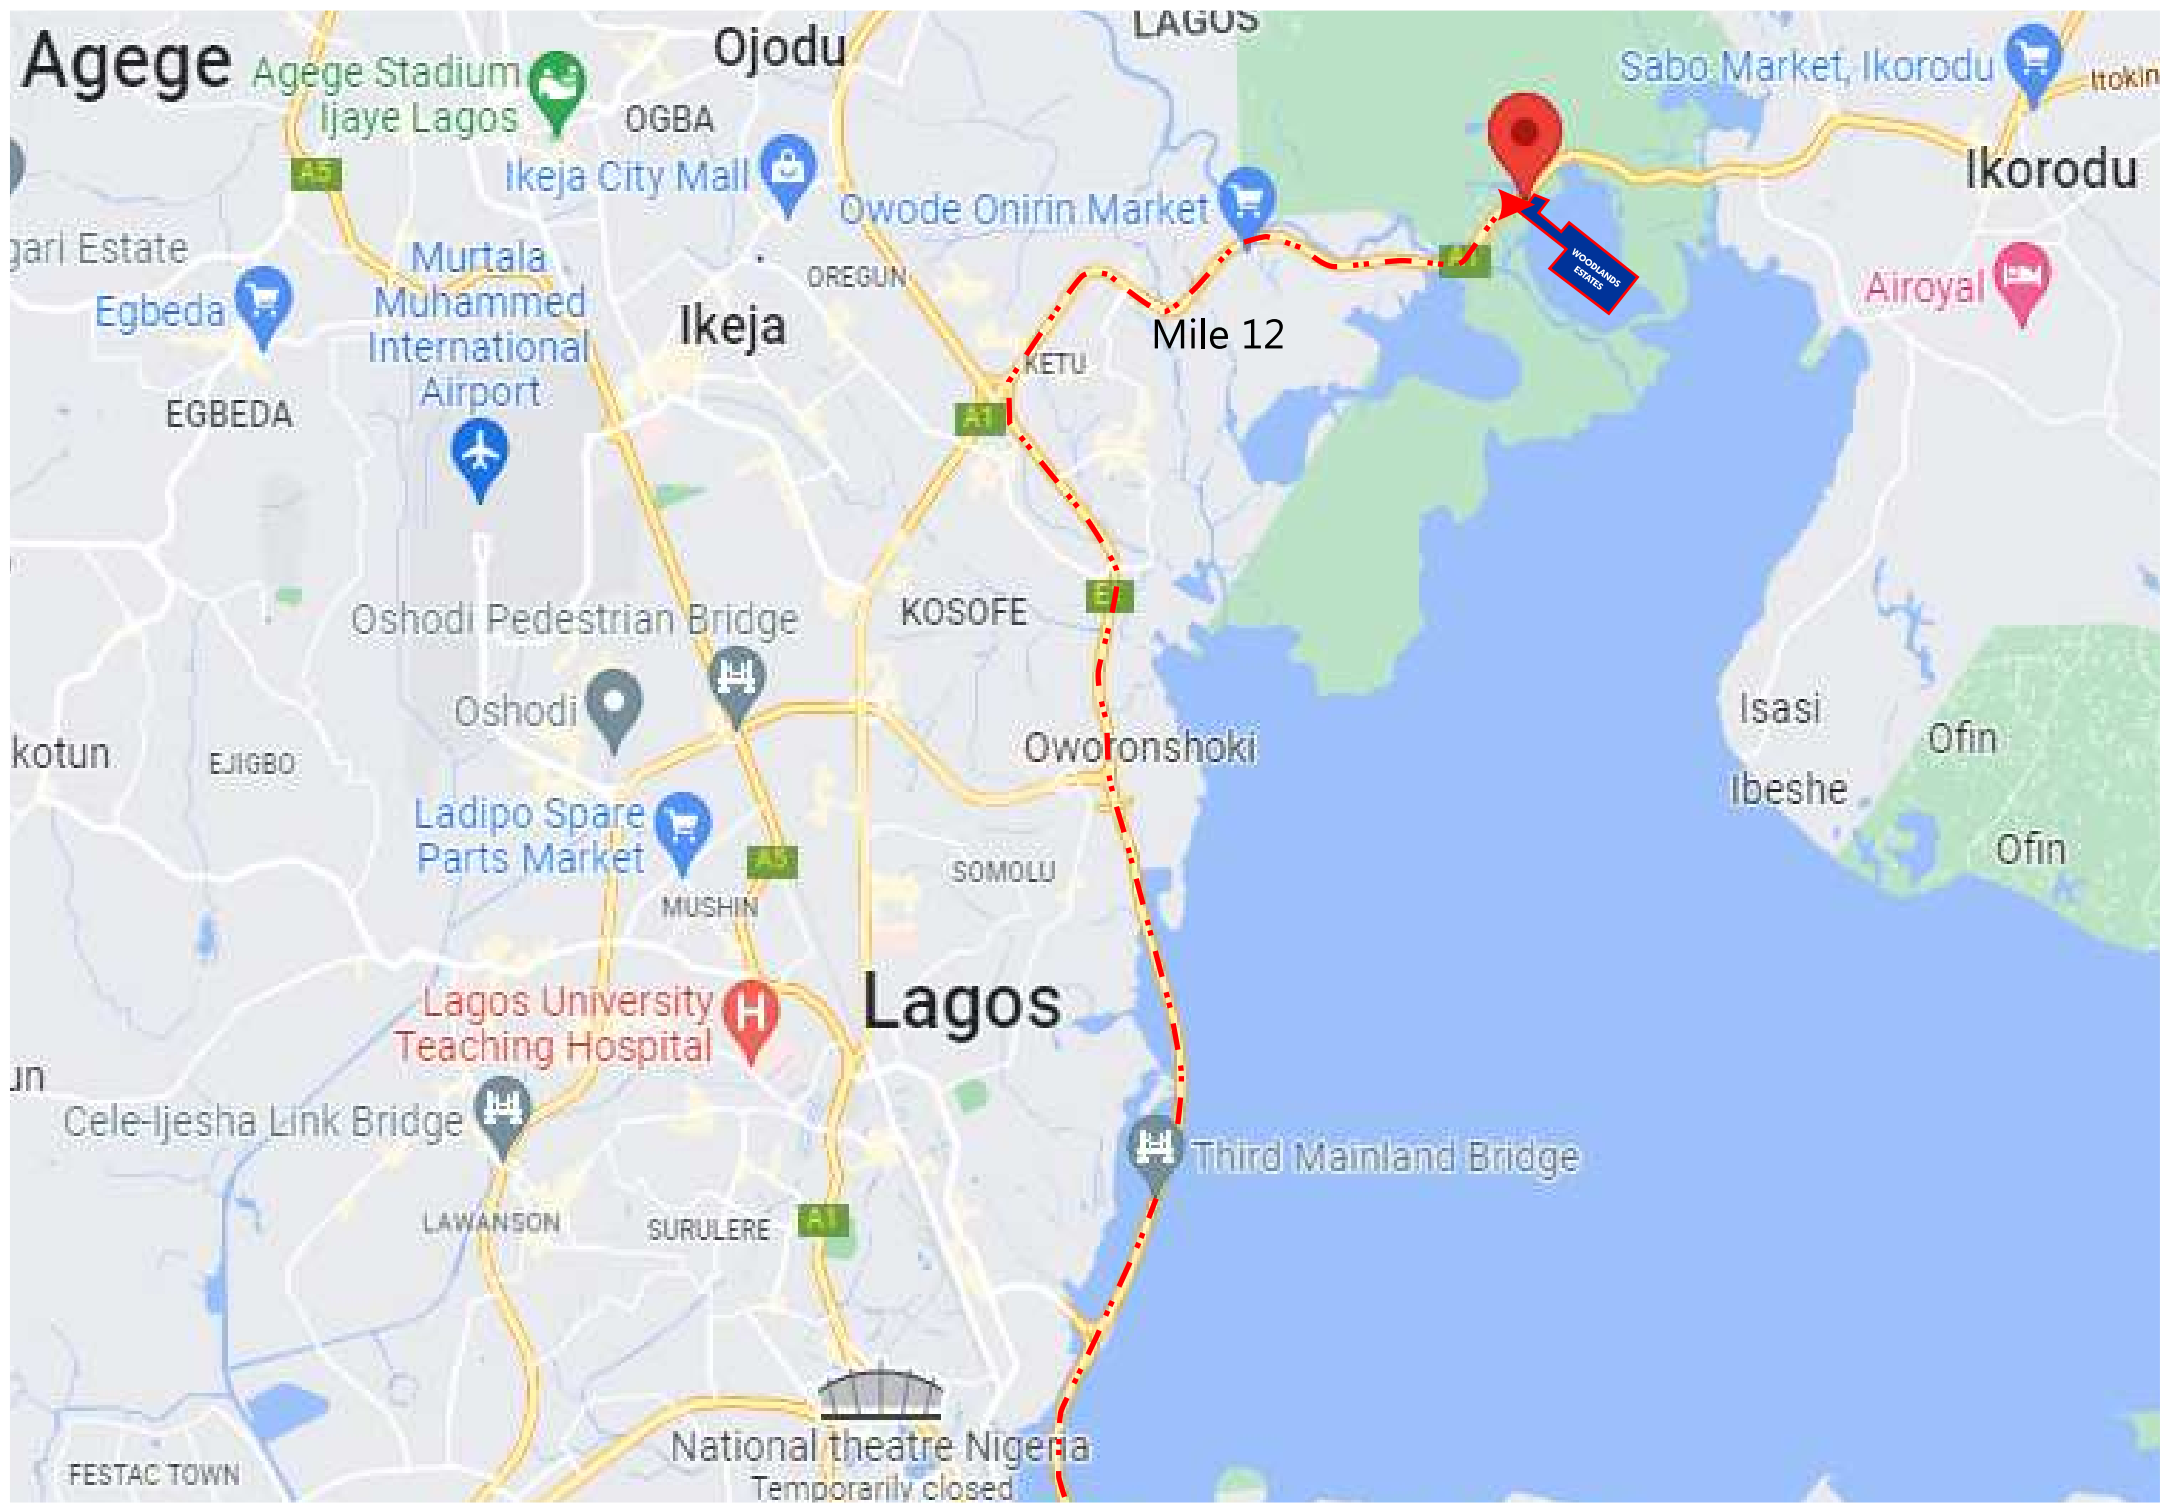 LAGOS
Agege
Agege Stadium
Ijaye Lagos
Ojodu
OGBA
Sabo Market, Ikorodu
Itokin
A5
Ikeja City Mall
Owode Onirin Market
Ikorodu
gari Estate
Murtala
Muhammed
International
Airport
OREGUN
WOODLANDS
ESTATES
Egbeda
Ikeja
Airoyal
Mile 12
KETU
EGBEDA
A1
KOSOFE
Oshodi Pedestrian Bridge
Oshodi
Isasi
Ofin
kotun
EJIGBO
Oworonshoki
Ibeshe
Ladipo Spare
Parts Market
A5
SOMOLU
Ofin
MUSHIN
Lagos University
Teaching Hospital
H
Lagos
un
Cele-Ijesha Link Bridge
Third Mainland Bridge
LAWANSON
SURULERE
A1
National theatre Nigeria
Temporarily closed
FESTAC TOWN